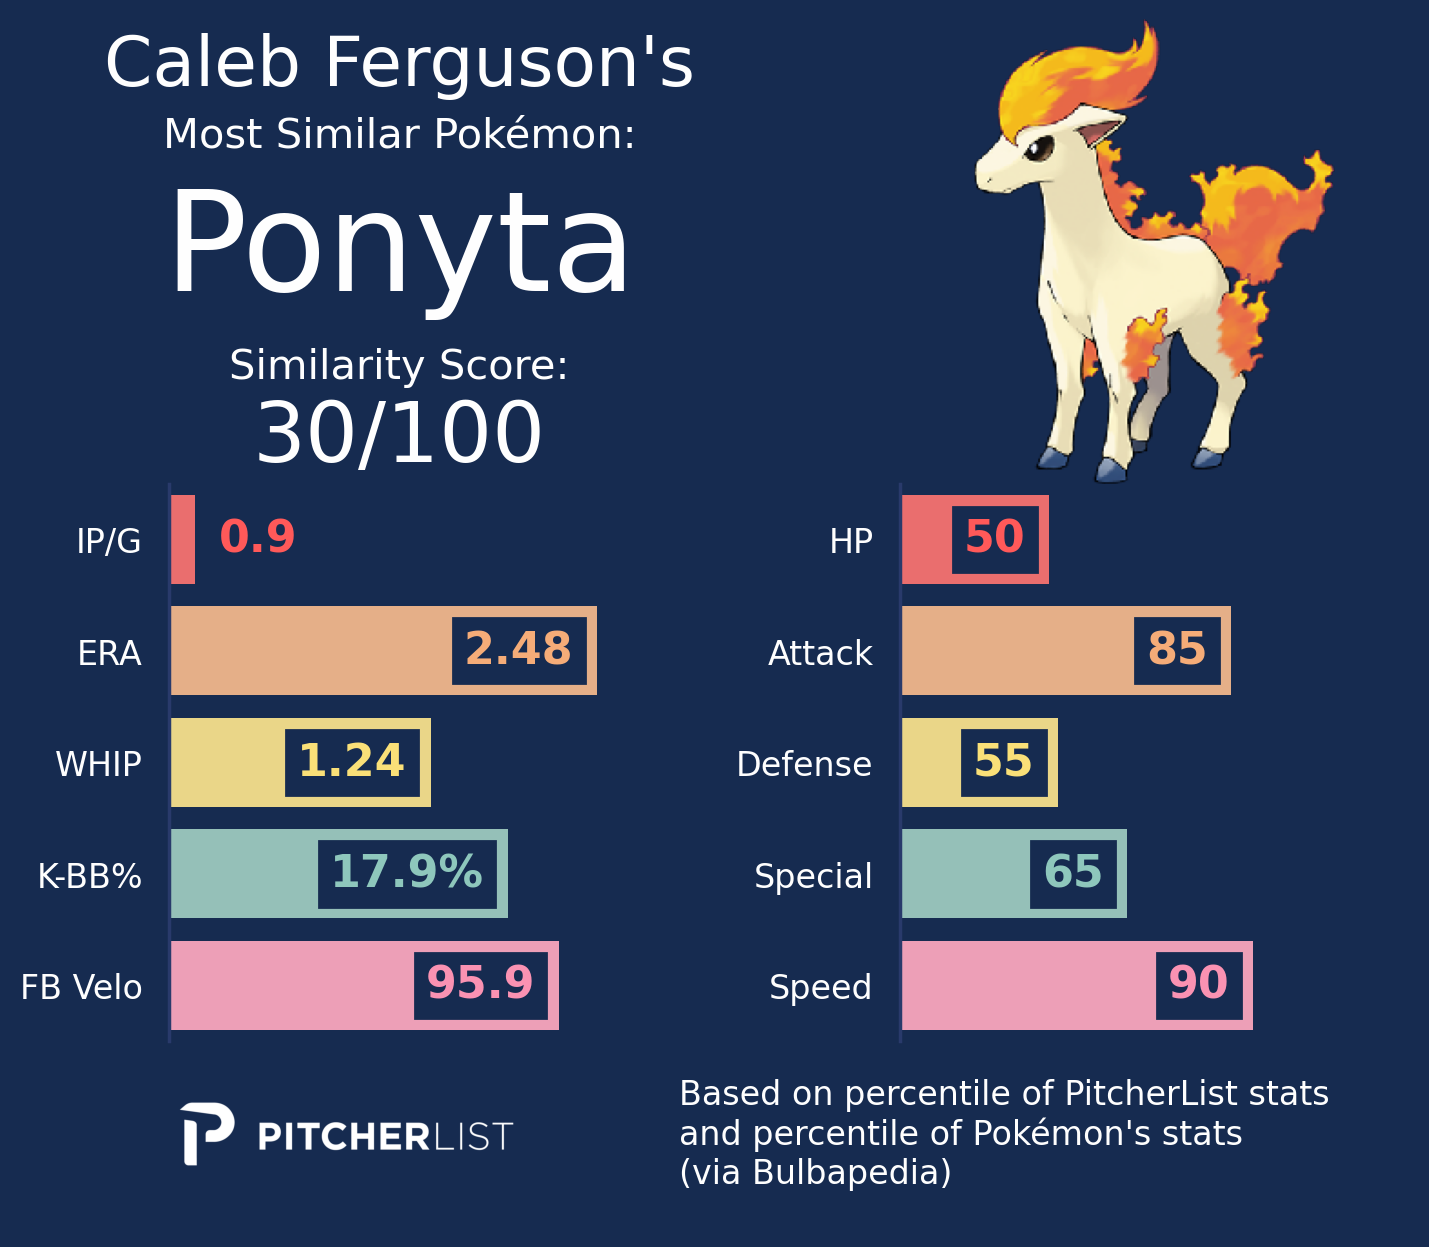 Caleb Ferguson's
Most Similar Pokémon:
Ponyta
Similarity Score:
30/100
IP/G 0.9
ERA 2.48
WHIP 1.24
K-BB% 17.9%
FB Velo 95.9
HP 50
Attack 85
Defense 55
Special 65
Speed 90
PITCHERLIST
Based on percentile of PitcherList stats
and percentile of Pokémon's stats
(via Bulbapedia)